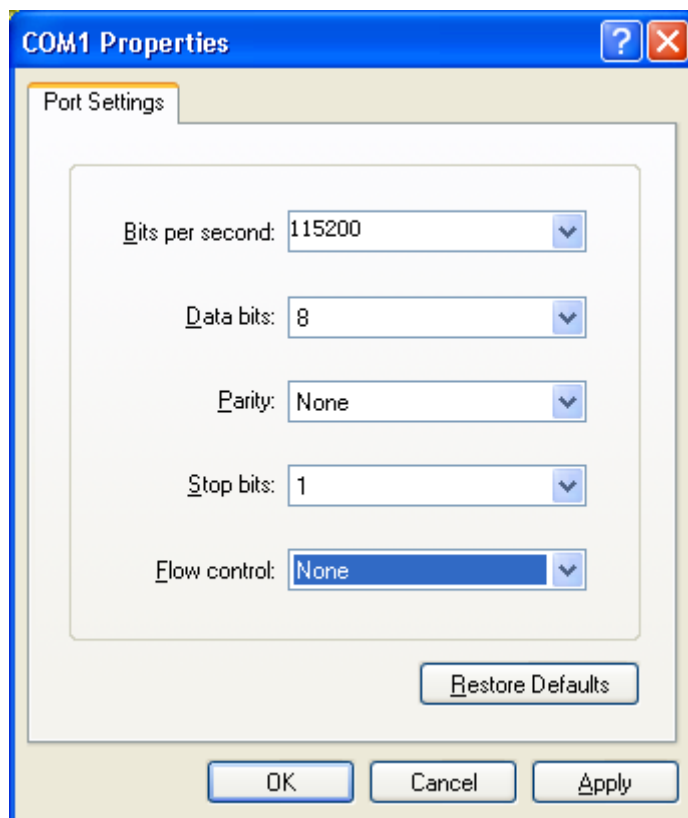 COM1 Properties ?
Port Settings
Bits per second: 115200
Data bits: 8
Parity: None
Stop bits: 1
Flow control: None
Restore Defaults
OK Cancel Apply